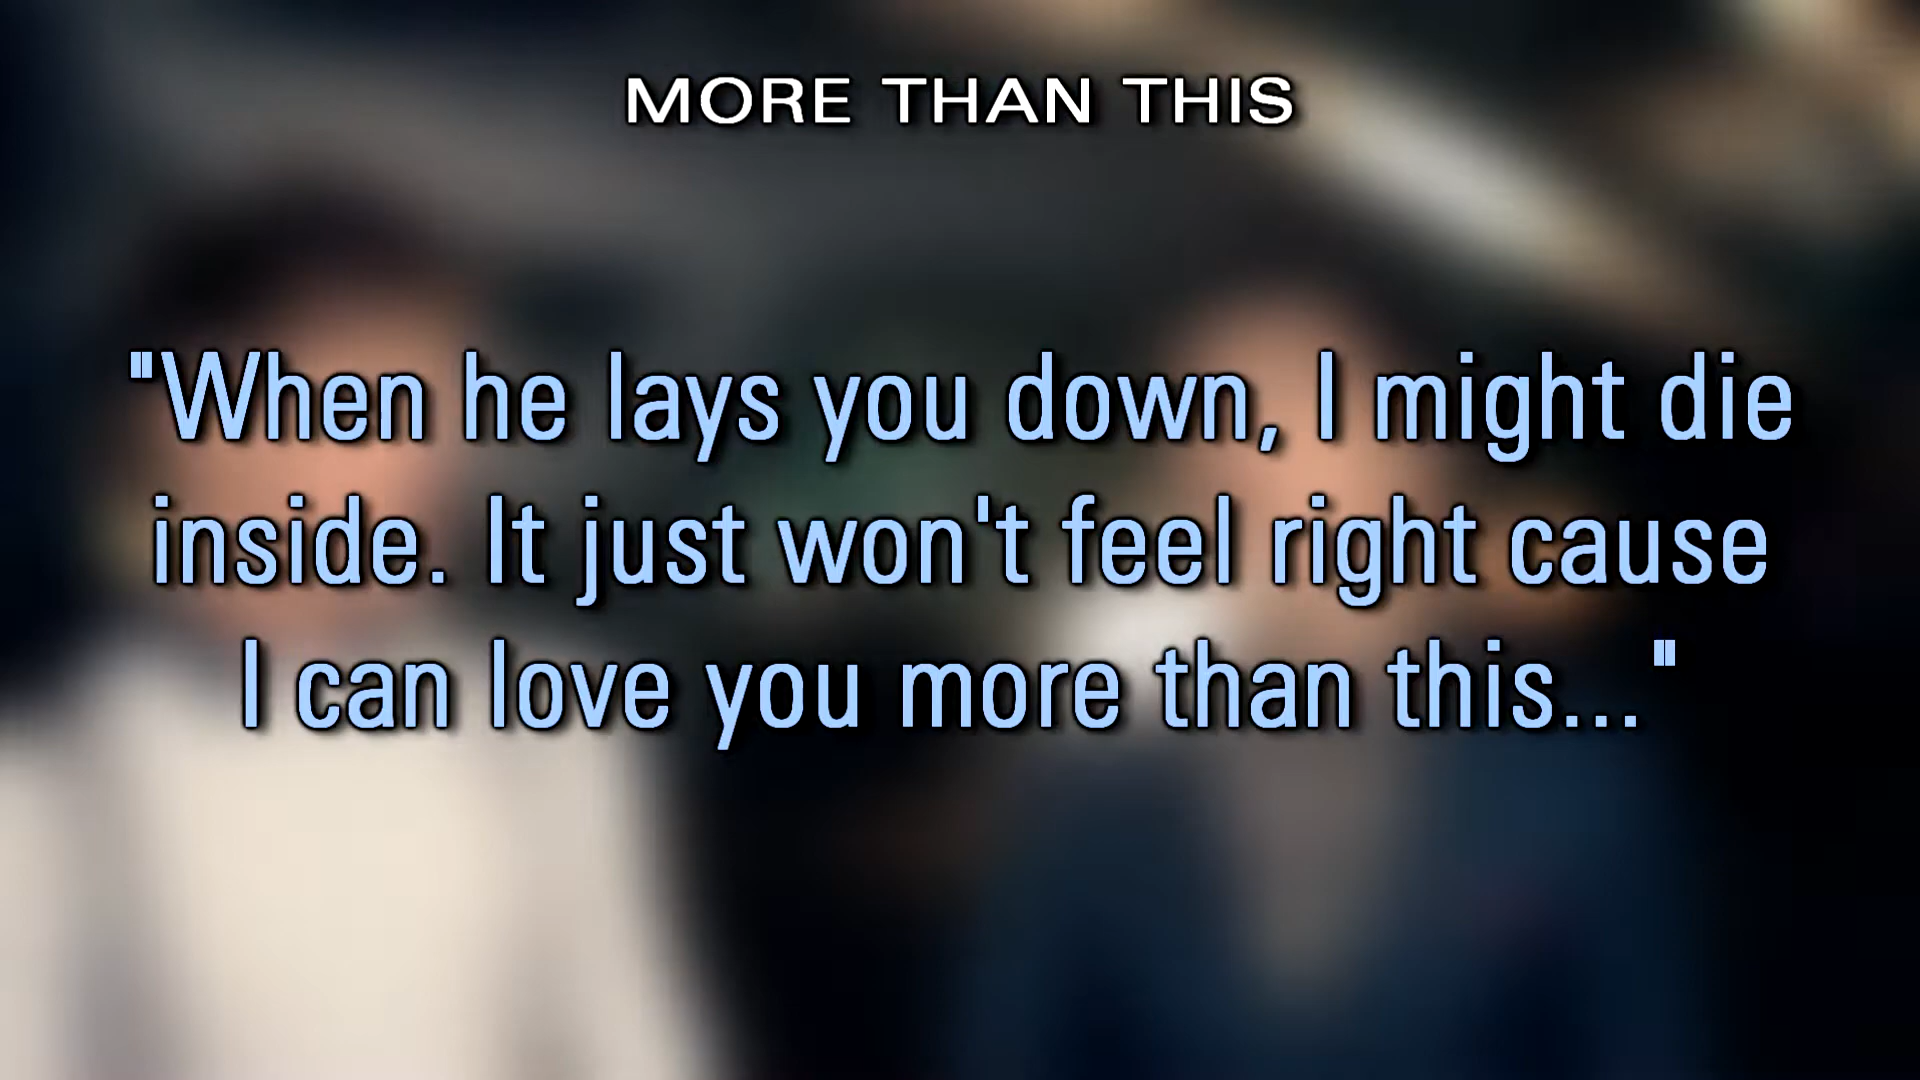 MORE THAN THIS
"When he lays you down, I might die
inside. It just won't feel right cause
I can love you more than this..."